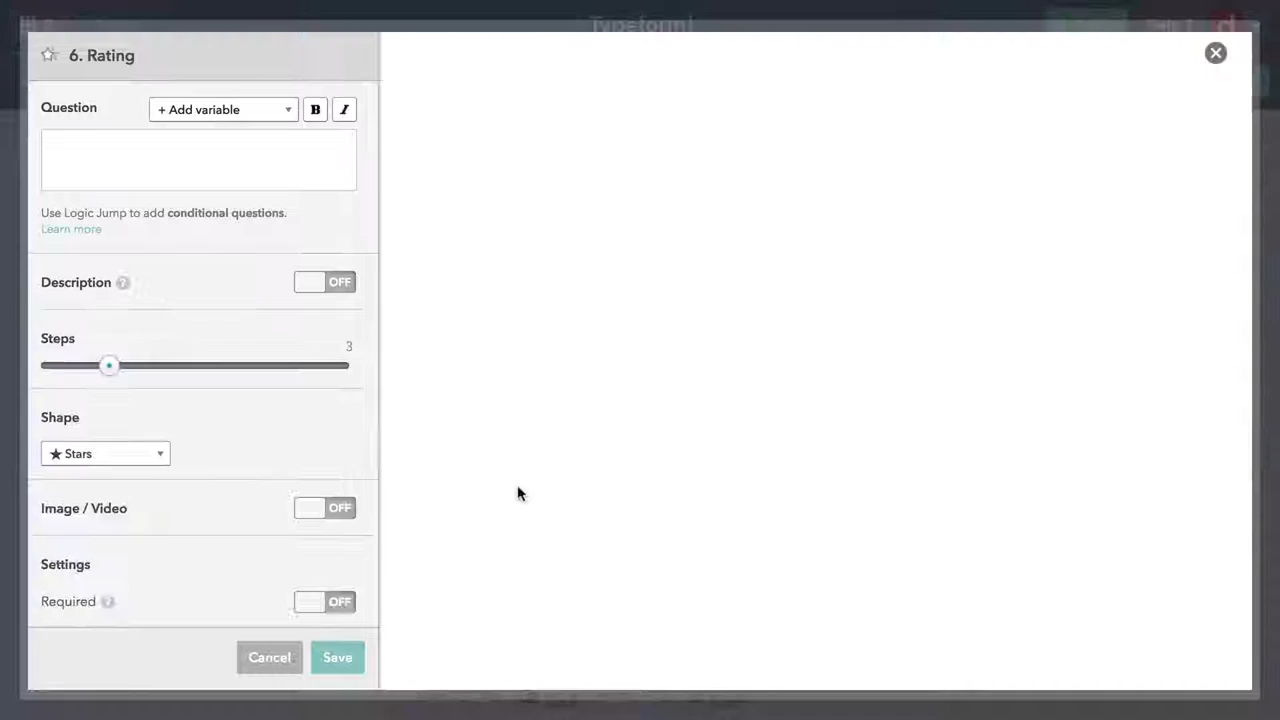 Typeform1
6. Rating
Question
+ Add variable
B
I
Use Logic Jump to add conditional questions.
Learn more
Description ?
OFF
Steps
3
Shape
★ Stars
Image / Video
OFF
Settings
Required ?
OFF
Cancel
Save